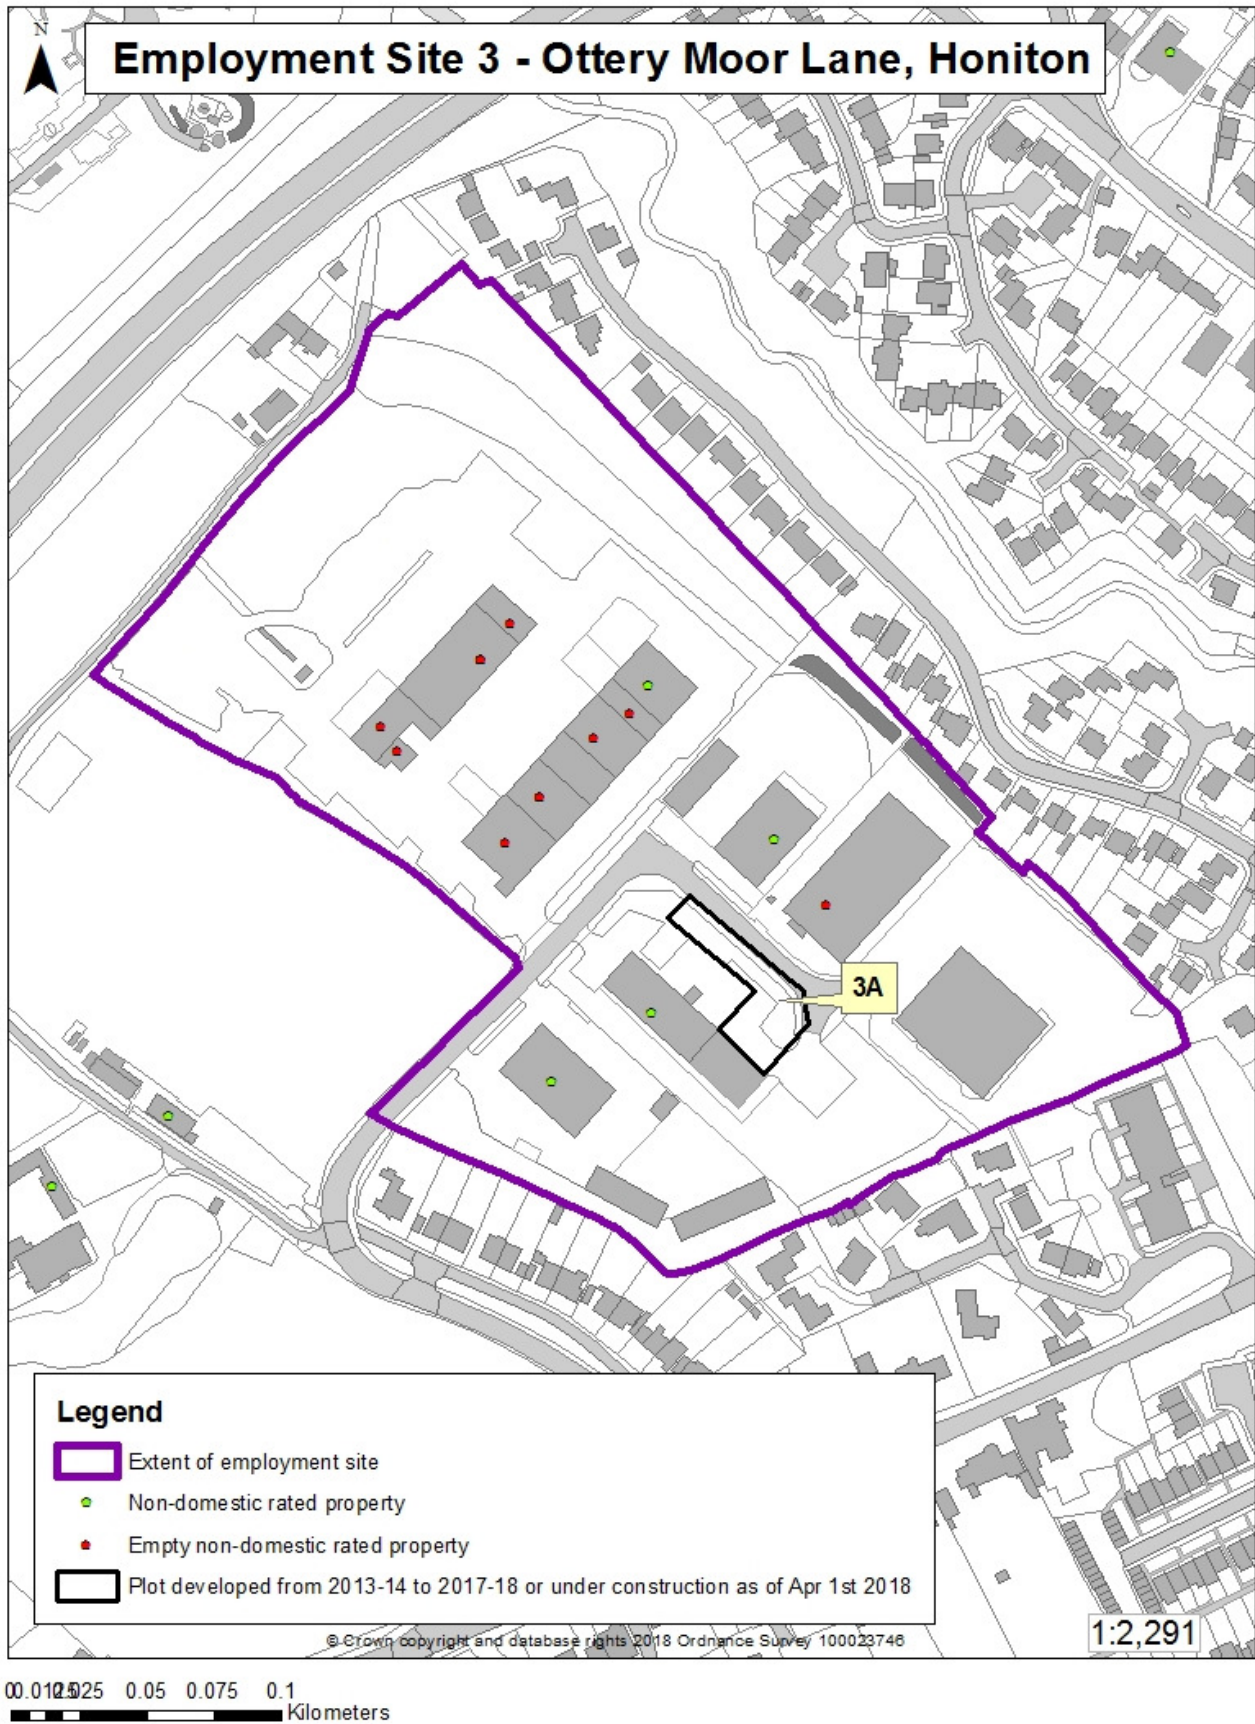 N
Employment Site 3 - Ottery Moor Lane, Honiton
3A
Legend
Extent of employment site
Non-domestic rated property
Empty non-domestic rated property
Plot developed from 2013-14 to 2017-18 or under construction as of Apr 1st 2018
© Crown copyright and database rights 2018 Ordnance Survey 100023746
1:2,291
0.05 0.075 0.1
Kilometers